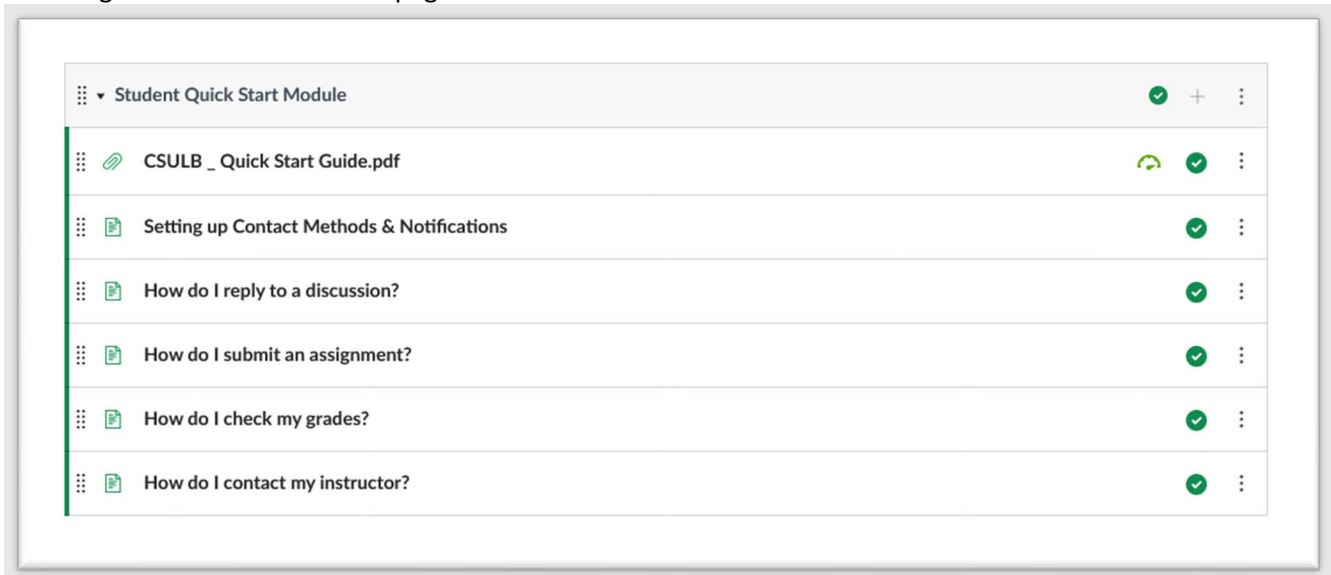 Student Quick Start Module
CSULB _ Quick Start Guide.pdf
Setting up Contact Methods & Notifications
How do I reply to a discussion?
How do I submit an assignment?
How do I check my grades?
How do I contact my instructor?